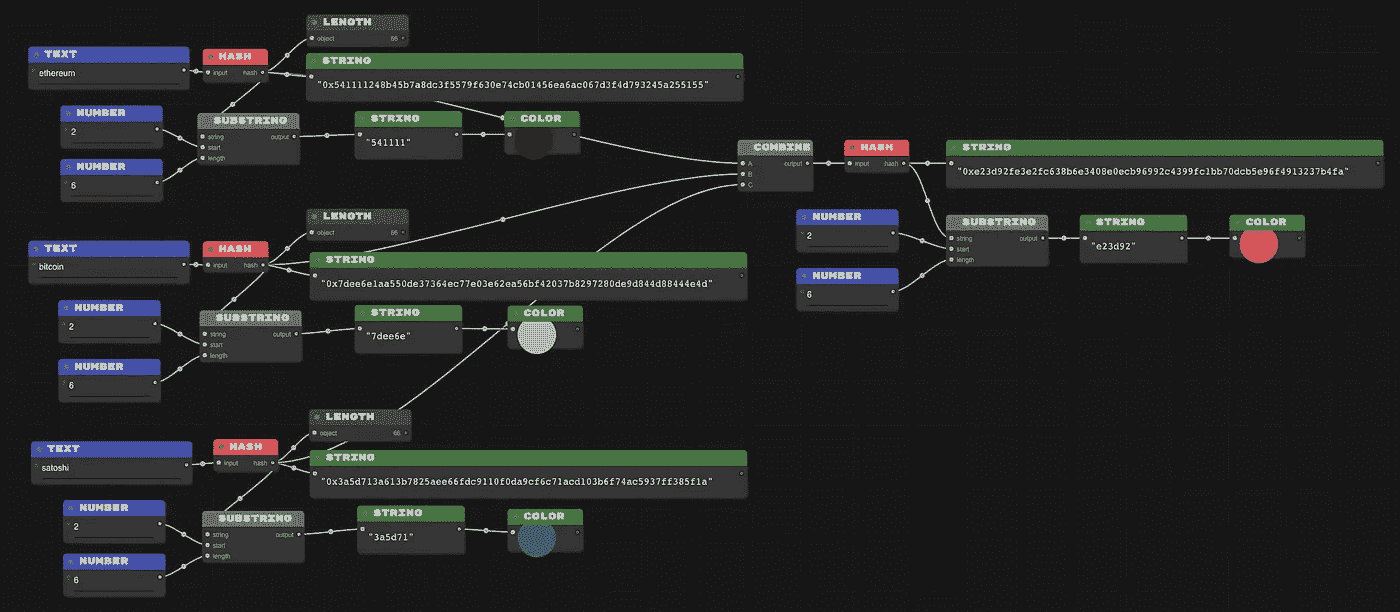 LENGTH
object 66
TEXT
ethereum
HASH
input hash
STRING
"0x541111248b45b7a8dc3f5579f630e74cb01456ea6ac067d3f4d793245a255155"
NUMBER
2
SUBSTRING
string output
start
length
STRING
"541111"
COLOR
NUMBER
6
COMBINE
A output
B
C
HASH
input hash
STRING
"0xe23d92fe3e2fc638b6e3408e0ecb96992c4399fc1bb70dcb5e96f4913237b4fa"
NUMBER
2
SUBSTRING
string output
start
length
STRING
"e23d92"
COLOR
NUMBER
6
LENGTH
object 66
TEXT
bitcoin
HASH
input hash
STRING
"0x7dee6e1aa550de37364ec77e03e62ea56bf42037b8297280de9d844d88444e4d"
NUMBER
2
SUBSTRING
string output
start
length
STRING
"7dee6e"
COLOR
NUMBER
6
LENGTH
object 66
TEXT
satoshi
HASH
input hash
STRING
"0x3a5d713a613b7825aee66fdc9110f0da9cf6c71acd103b6f74ac5937ff385f1a"
NUMBER
2
SUBSTRING
string output
start
length
STRING
"3a5d71"
COLOR
NUMBER
6